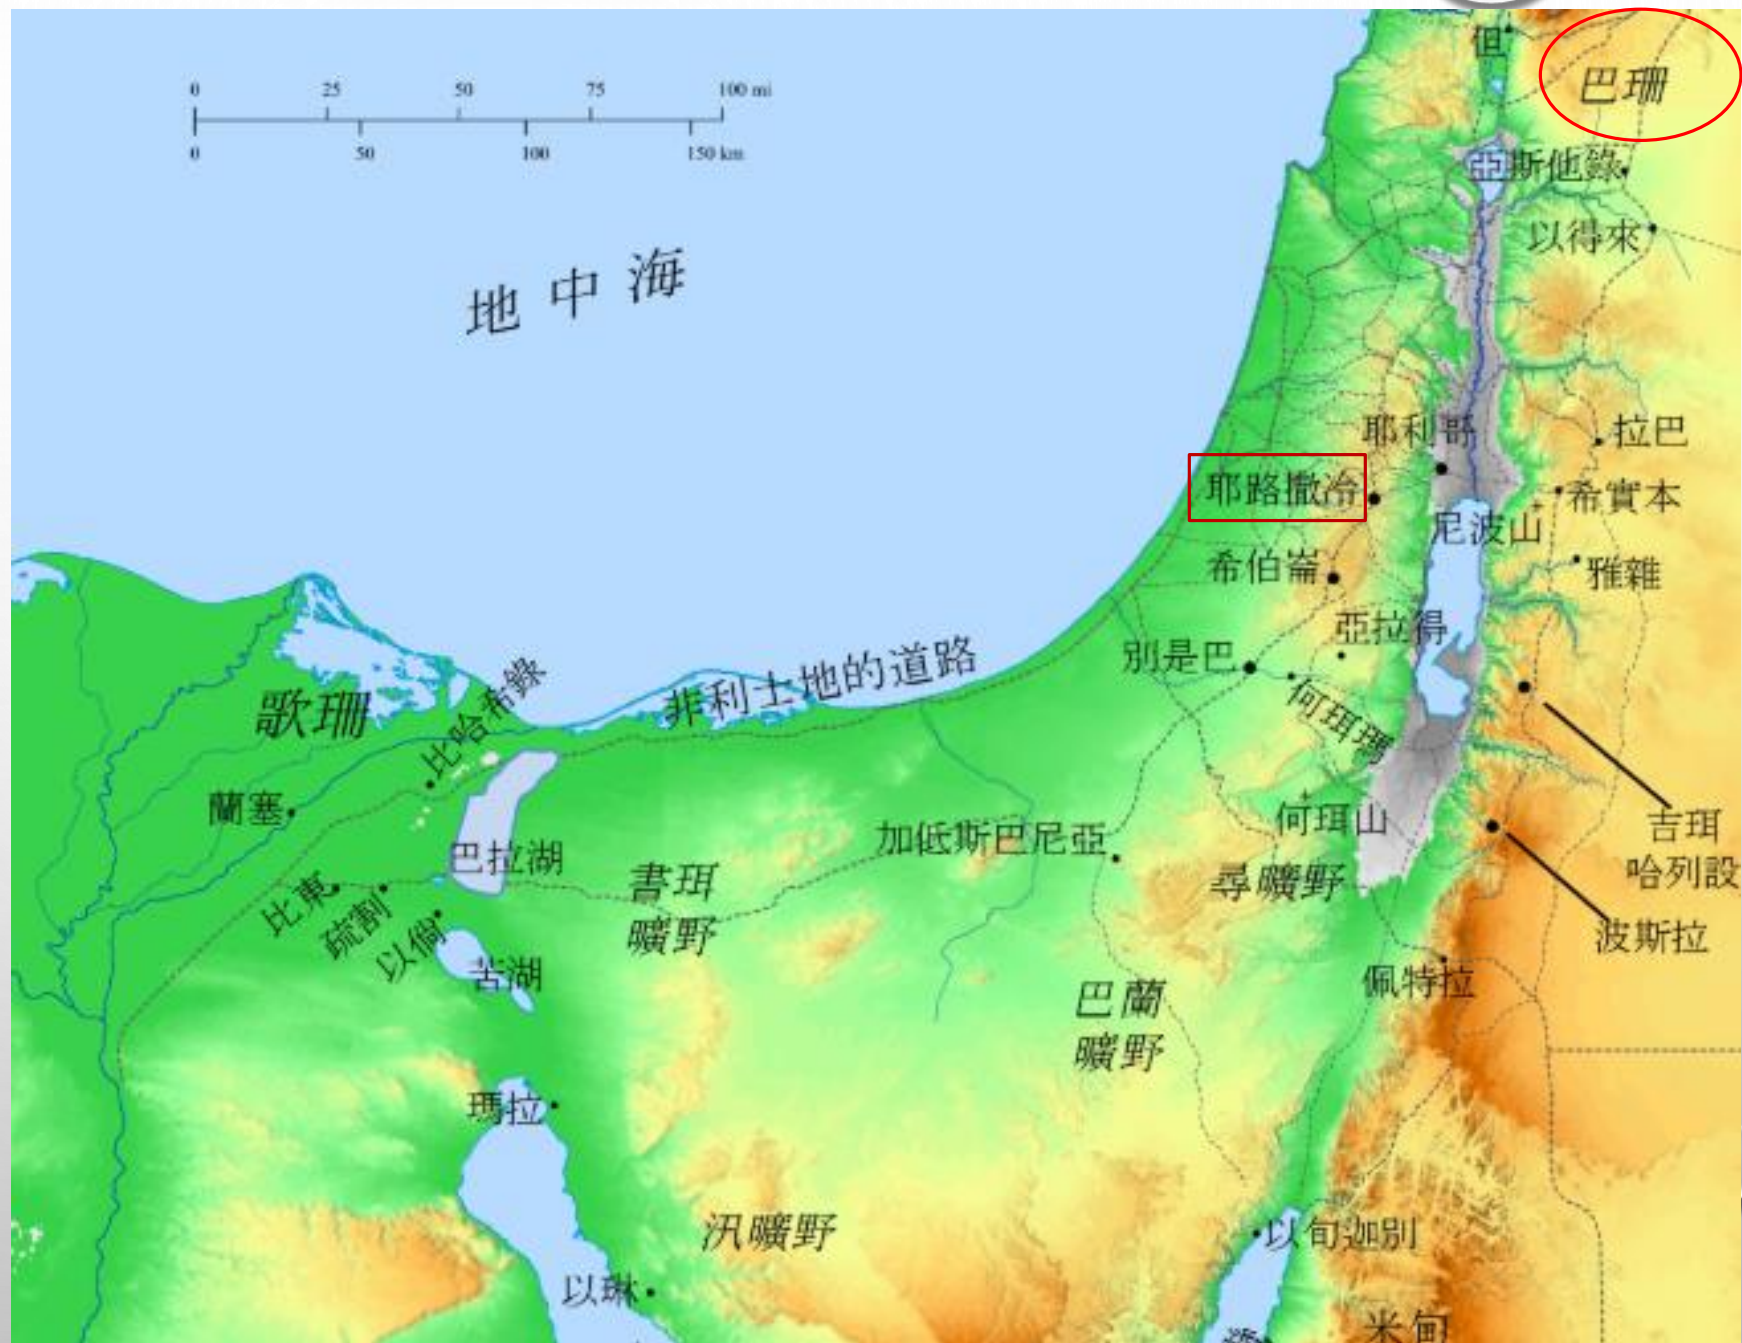 但
巴珊
0 25 50 75 100 mi
0 50 100 150 km
亞斯他錄
以得來
地中海
耶利哥
拉巴
耶路撒冷
希實本
尼波山
希伯崙
雅雜
亞拉得
別是巴
非利士地的道路
何珥瑪
比哈希錄
歌珊
蘭塞
何珥山
吉珥
哈列設
加低斯巴尼亞
巴拉湖
書珥
曠野
尋曠野
比東
疏割
以倘
波斯拉
苦湖
佩特拉
巴蘭
曠野
瑪拉
汛曠野
以旬迦別
以琳
米甸